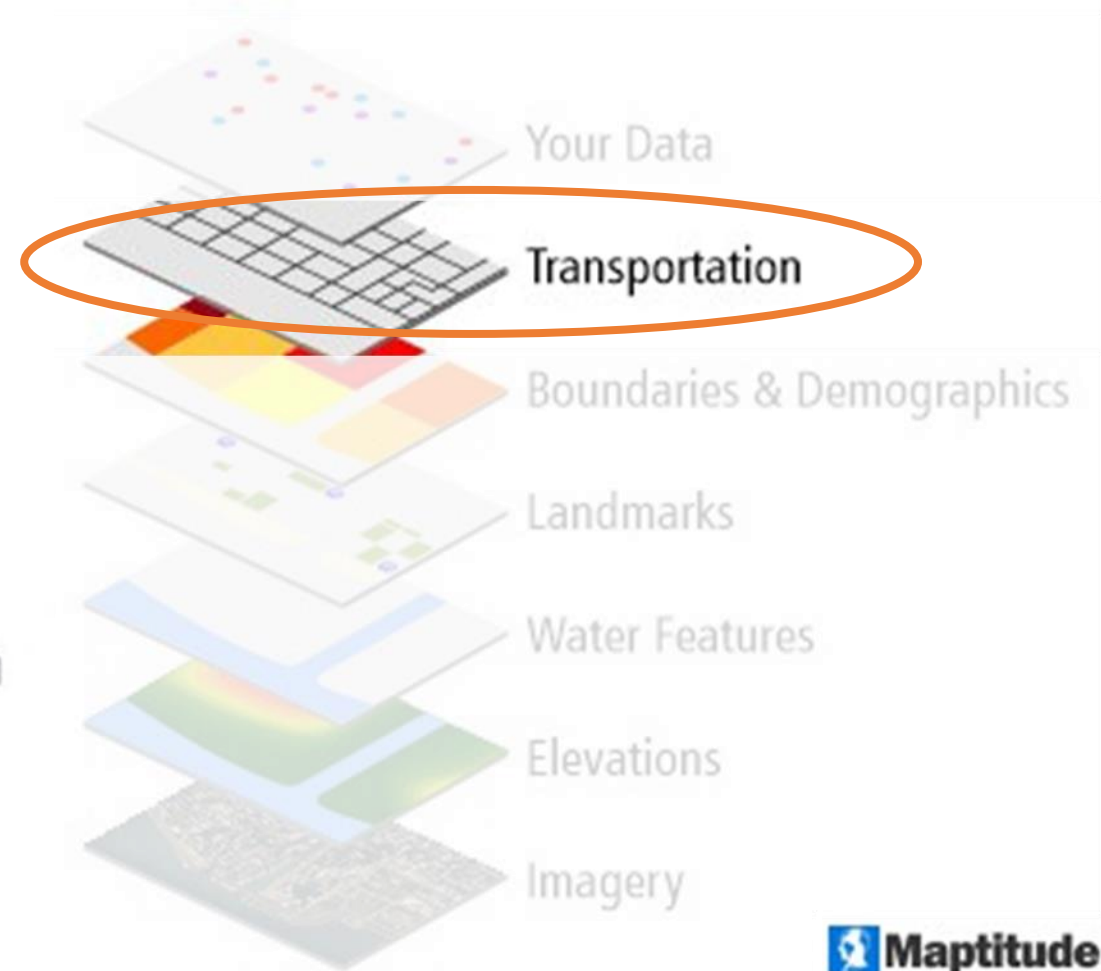 Your Data
Transportation
Boundaries & Demographics
Landmarks
Water Features
Elevations
Imagery
Maptitude